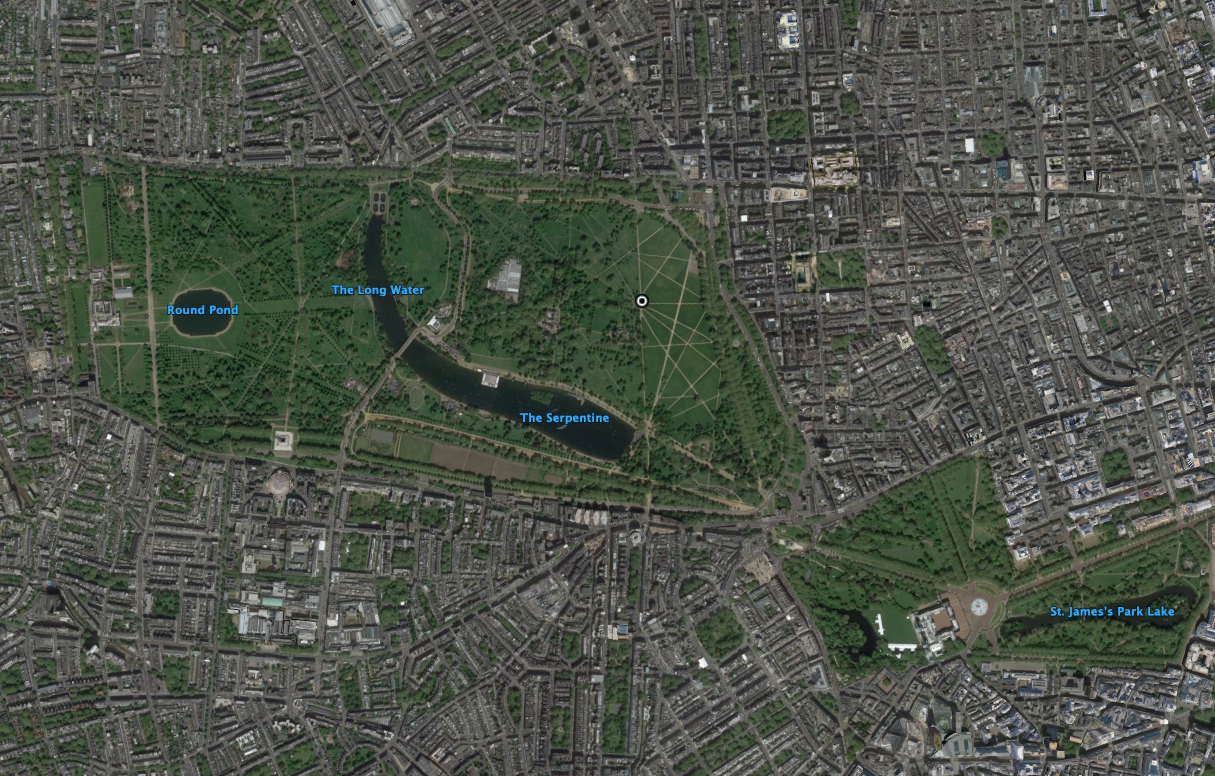 The Long Water
Round Pond
The Serpentine
St. James's Park Lake